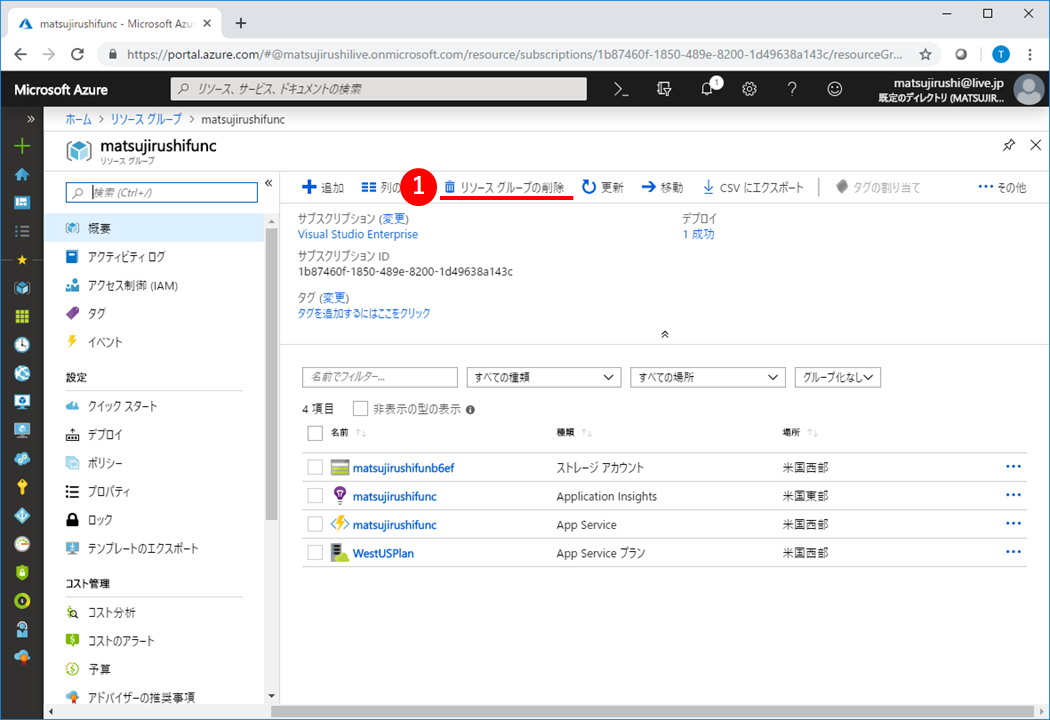 matsujirushifunc - Microsoft Azu
https://portal.azure.com/#@matsujirushilive.onmicrosoft.com/resource/subscriptions/1b87460f-1850-489e-8200-1d49638a143c/resourceGr...
T
Microsoft Azure
リソース、サービス、ドキュメントの検索
1
matsujirushi@live.jp
既定のディレクトリ (MATSUJIR...
ホーム > リソース グループ > matsujirushifunc
matsujirushifunc
リソース グループ
検索 (Ctrl+/)
概要
アクティビティ ログ
アクセス制御 (IAM)
タグ
イベント
設定
クイック スタート
デプロイ
ポリシー
プロパティ
ロック
テンプレートのエクスポート
コスト管理
コスト分析
コストのアラート
予算
アドバイザーの推奨事項
追加
列の
1
リソース グループの削除
更新
移動
CSV にエクスポート
タグの割り当て
その他
サブスクリプション (変更)
Visual Studio Enterprise
デプロイ
1 成功
サブスクリプション ID
1b87460f-1850-489e-8200-1d49638a143c
タグ (変更)
タグを追加するにはここをクリック
名前でフィルター...
すべての種類
すべての場所
グループ化なし
4 項目
非表示の型の表示
名前 種類 場所
matsujirushifunb6ef ストレージ アカウント 米国西部
matsujirushifunc Application Insights 米国東部
matsujirushifunc App Service 米国西部
WestUSPlan App Service プラン 米国西部